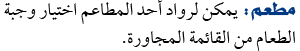 مطعم: يمكن لرواد أحد المطاعم اختيار وجبة
الطعام من القائمة المجاورة.